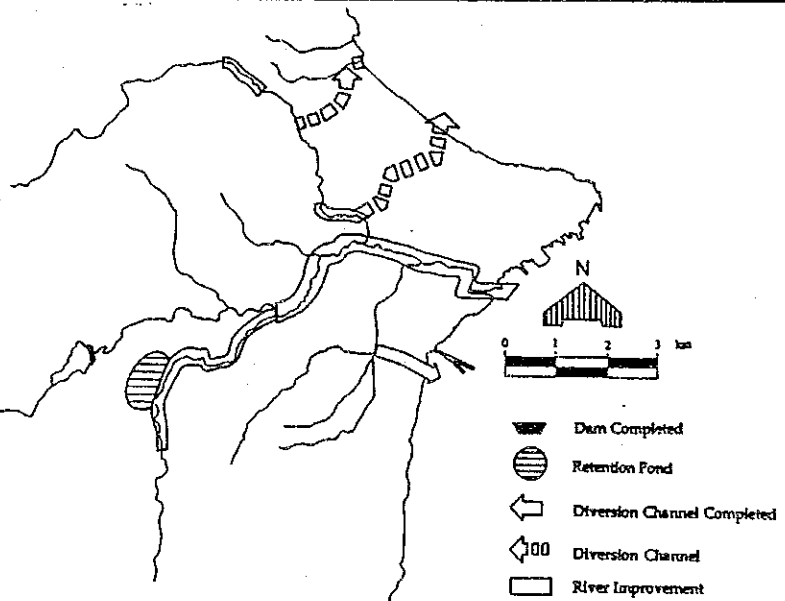 N
0 1 2 3 km
Dam Completed
Retention Pond
Diversion Channel Completed
Diversion Channel
River Improvement